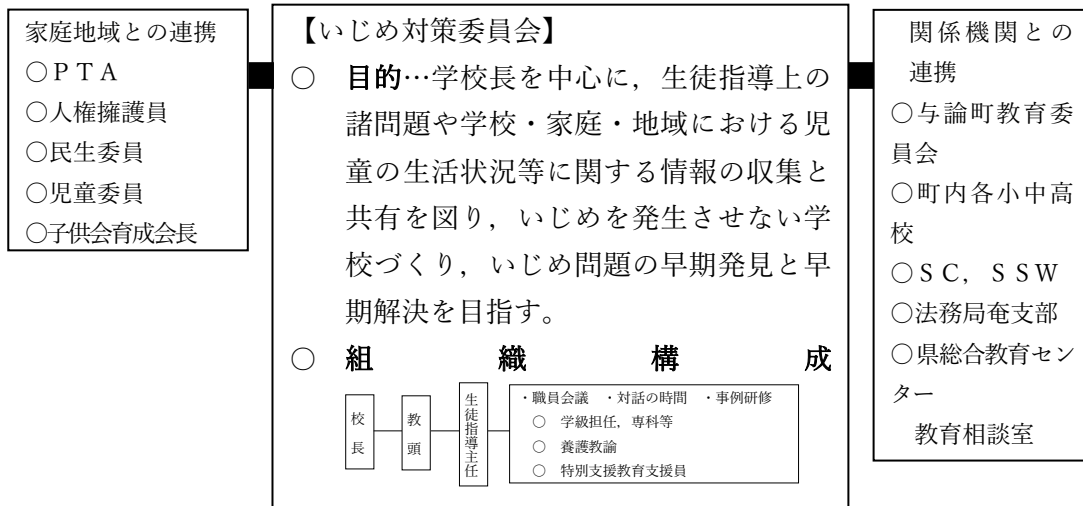 家庭地域との連携
○ＰＴＡ
○人権擁護員
○民生委員
○児童委員
○子供会育成会長
【いじめ対策委員会】
○　目的…学校長を中心に，生徒指導上の
諸問題や学校・家庭・地域における児
童の生活状況等に関する情報の収集と
共有を図り，いじめを発生させない学
校づくり，いじめ問題の早期発見と早
期解決を目指す。
○　組織構成
校長
教頭
生徒指導主任
・職員会議　・対話の時間　・事例研修
○　学級担任，専科等
○　養護教諭
○　特別支援教育支援員
関係機関との
連携
○与論町教育委
員会
○町内各小中高
校
○ＳＣ，ＳＳＷ
○法務局奄支部
○県総合教育セン
ター
教育相談室